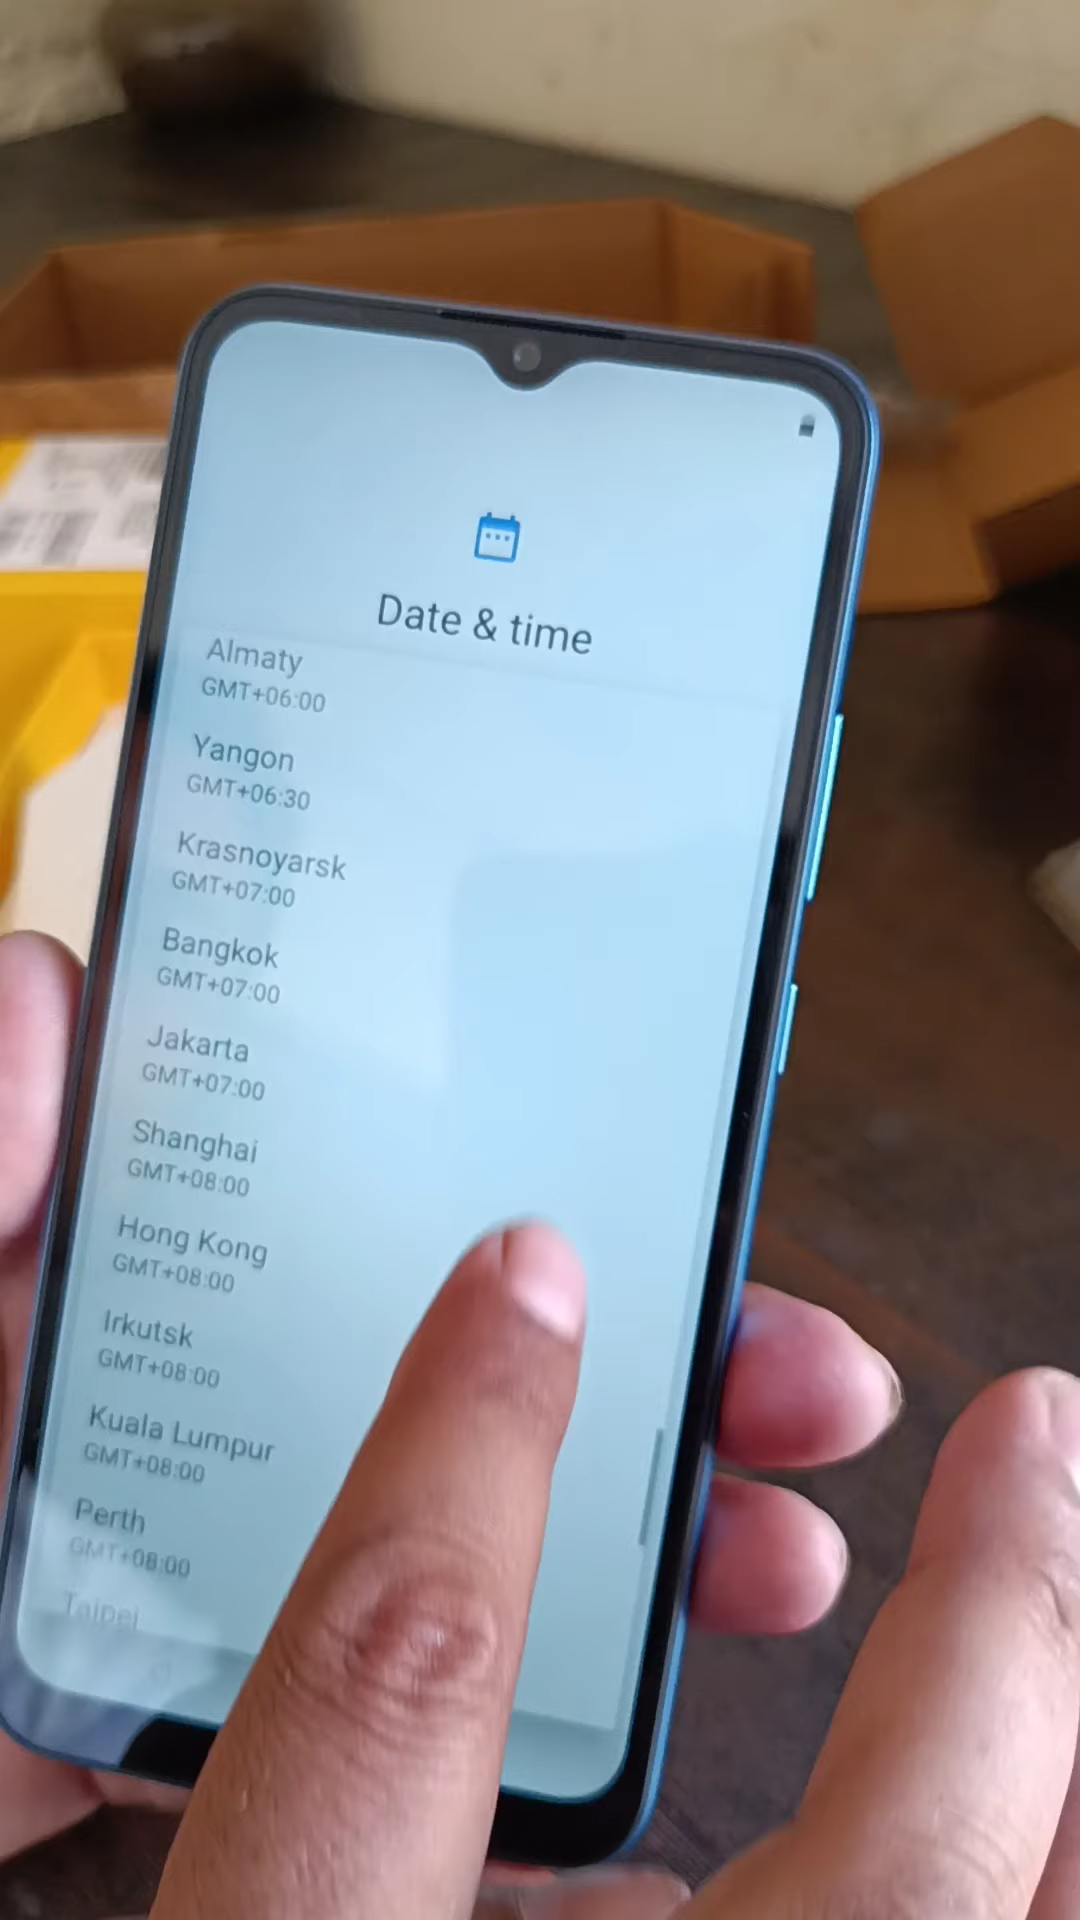 Date & time
Almaty
GMT+06:00
Yangon
GMT+06:30
Krasnoyarsk
GMT+07:00
Bangkok
GMT+07:00
Jakarta
GMT+07:00
Shanghai
GMT+08:00
Hong Kong
GMT+08:00
Irkutsk
GMT+08:00
Kuala Lumpur
GMT+08:00
Perth
GMT+08:00
Taipei